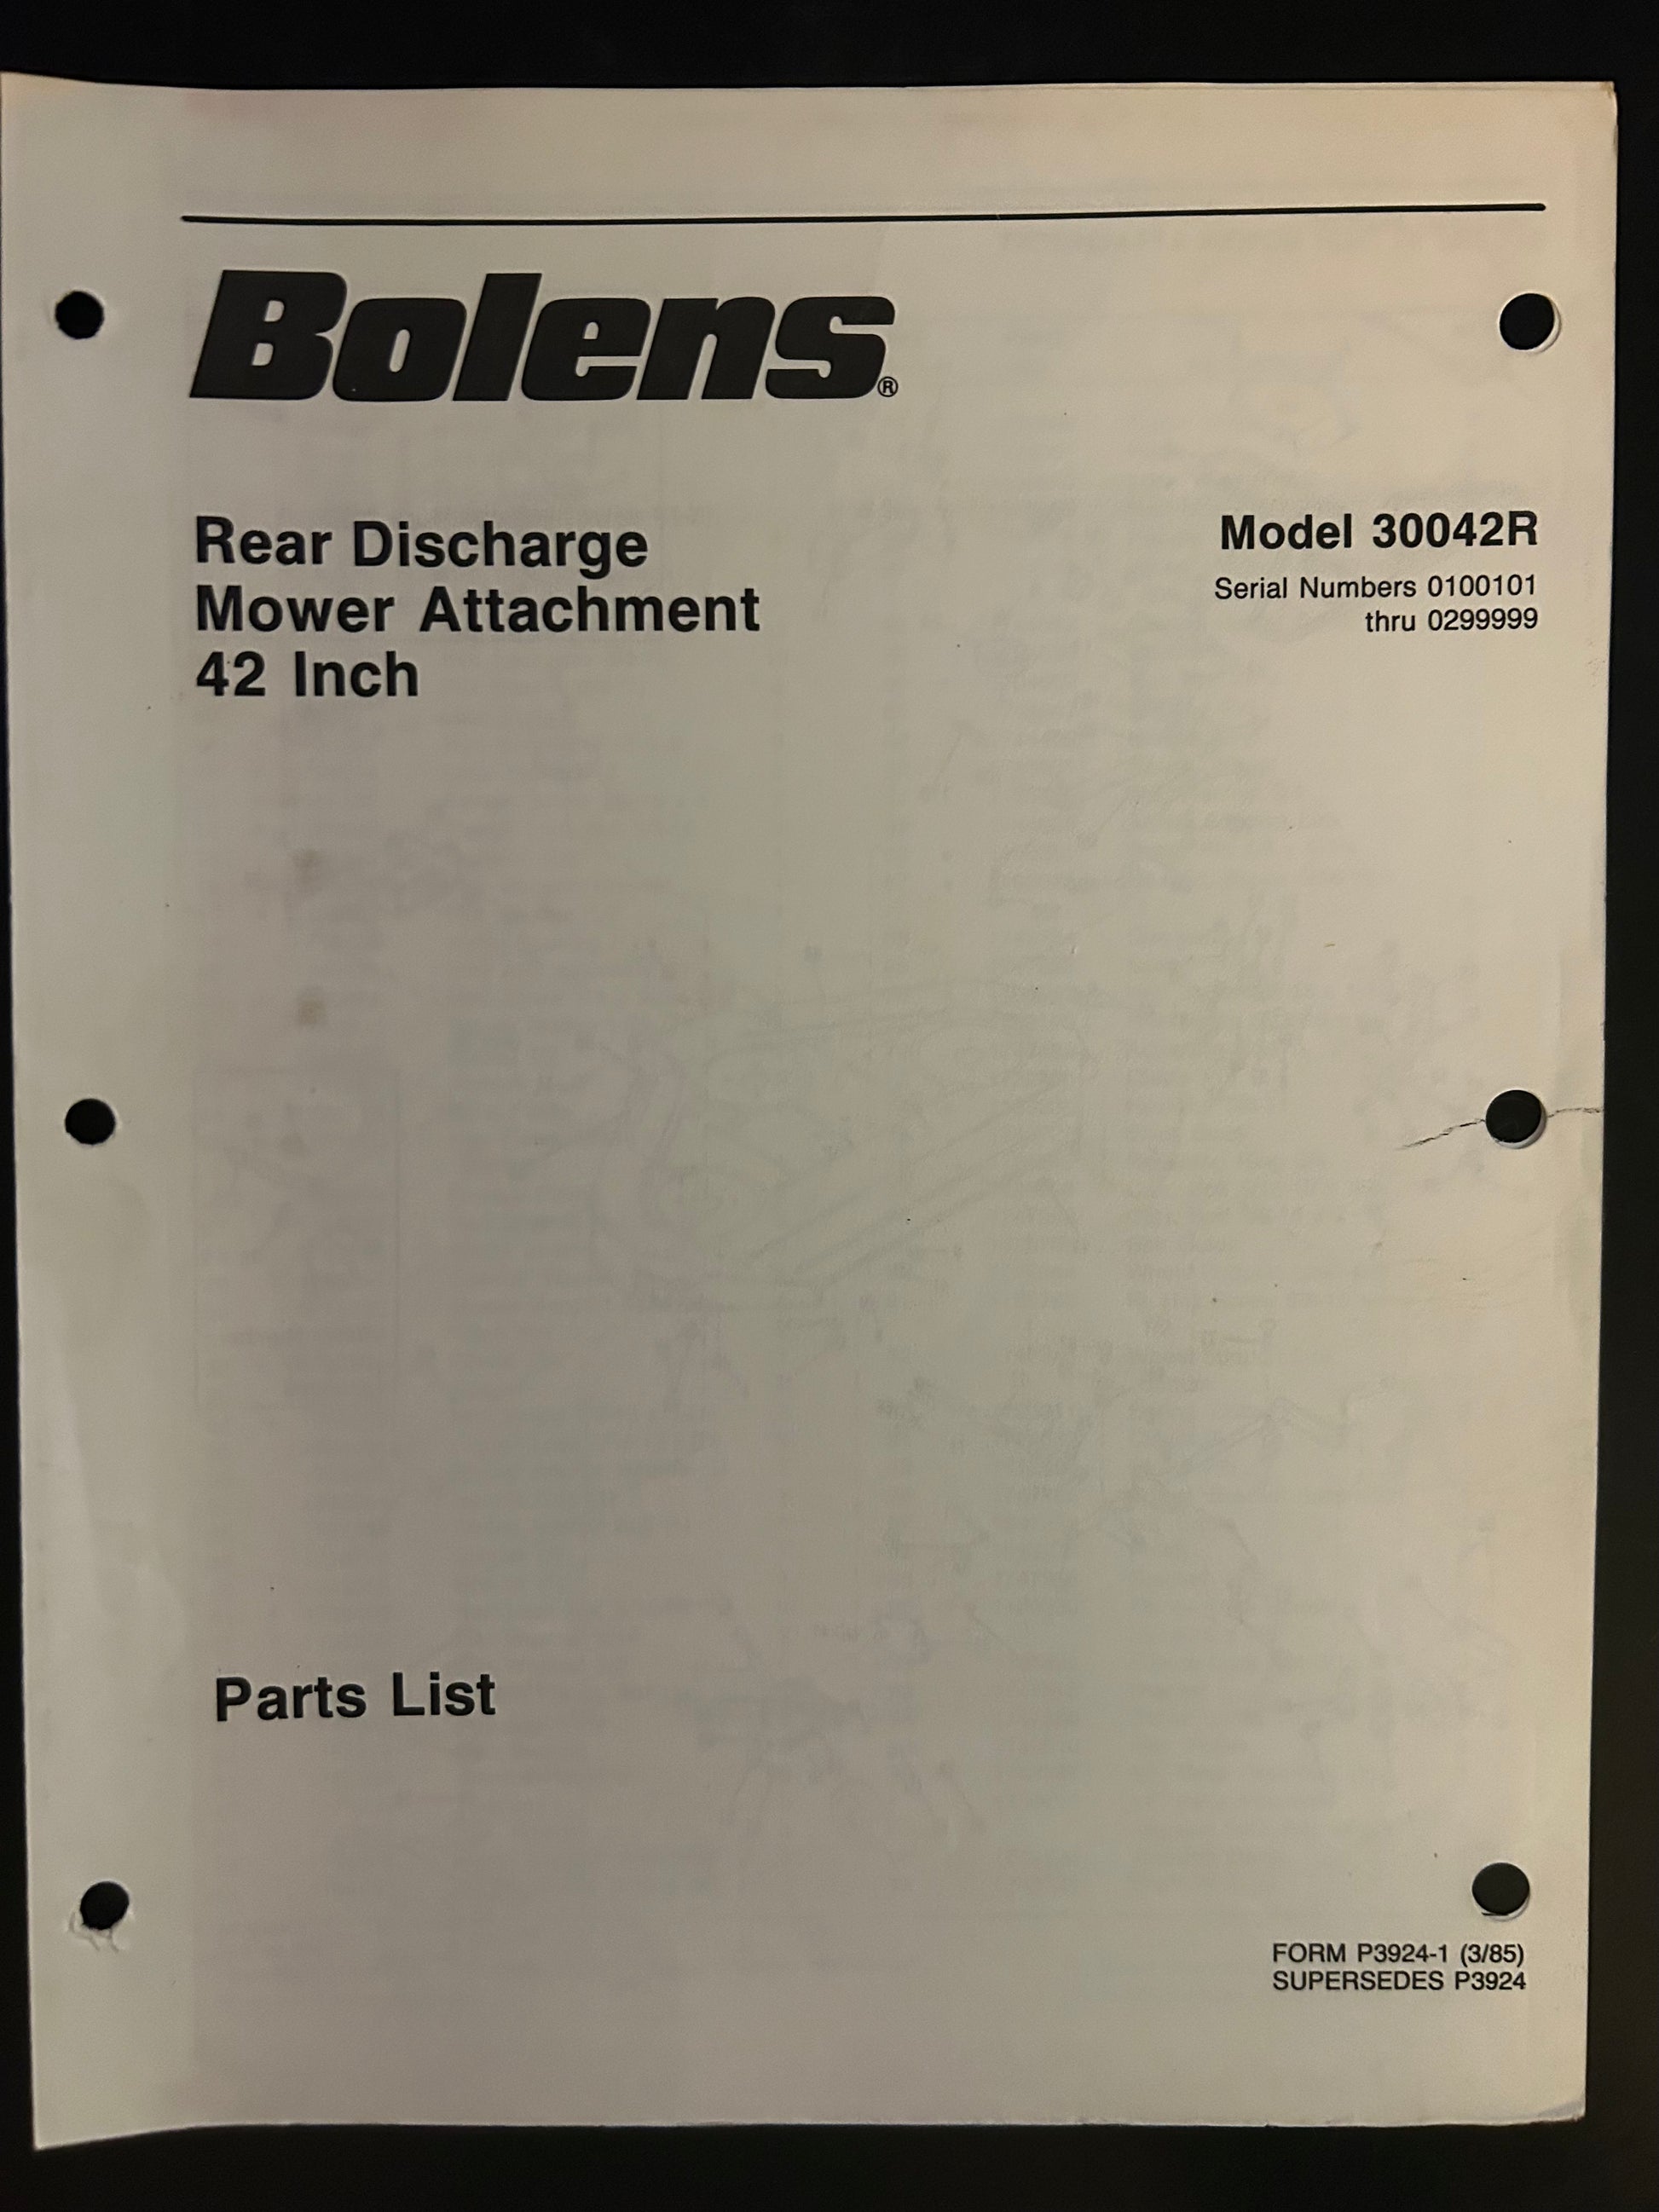 Bolens®
Rear Discharge
Mower Attachment
42 Inch
Model 30042R
Serial Numbers 0100101
thru 0299999
Parts List
FORM P3924-1 (3/85)
SUPERSEDES P3924